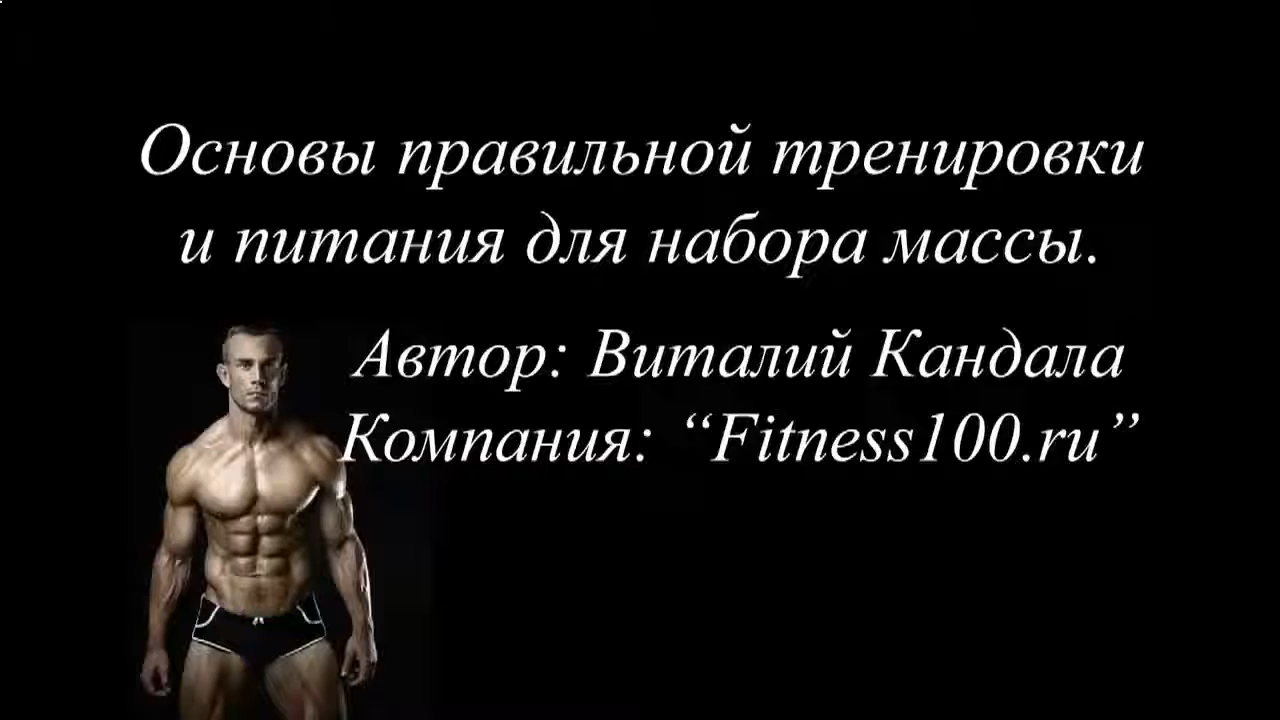 Основы правильной тренировки
и питания для набора массы.
Автор: Виталий Кандала
Компания: “Fitness100.ru”